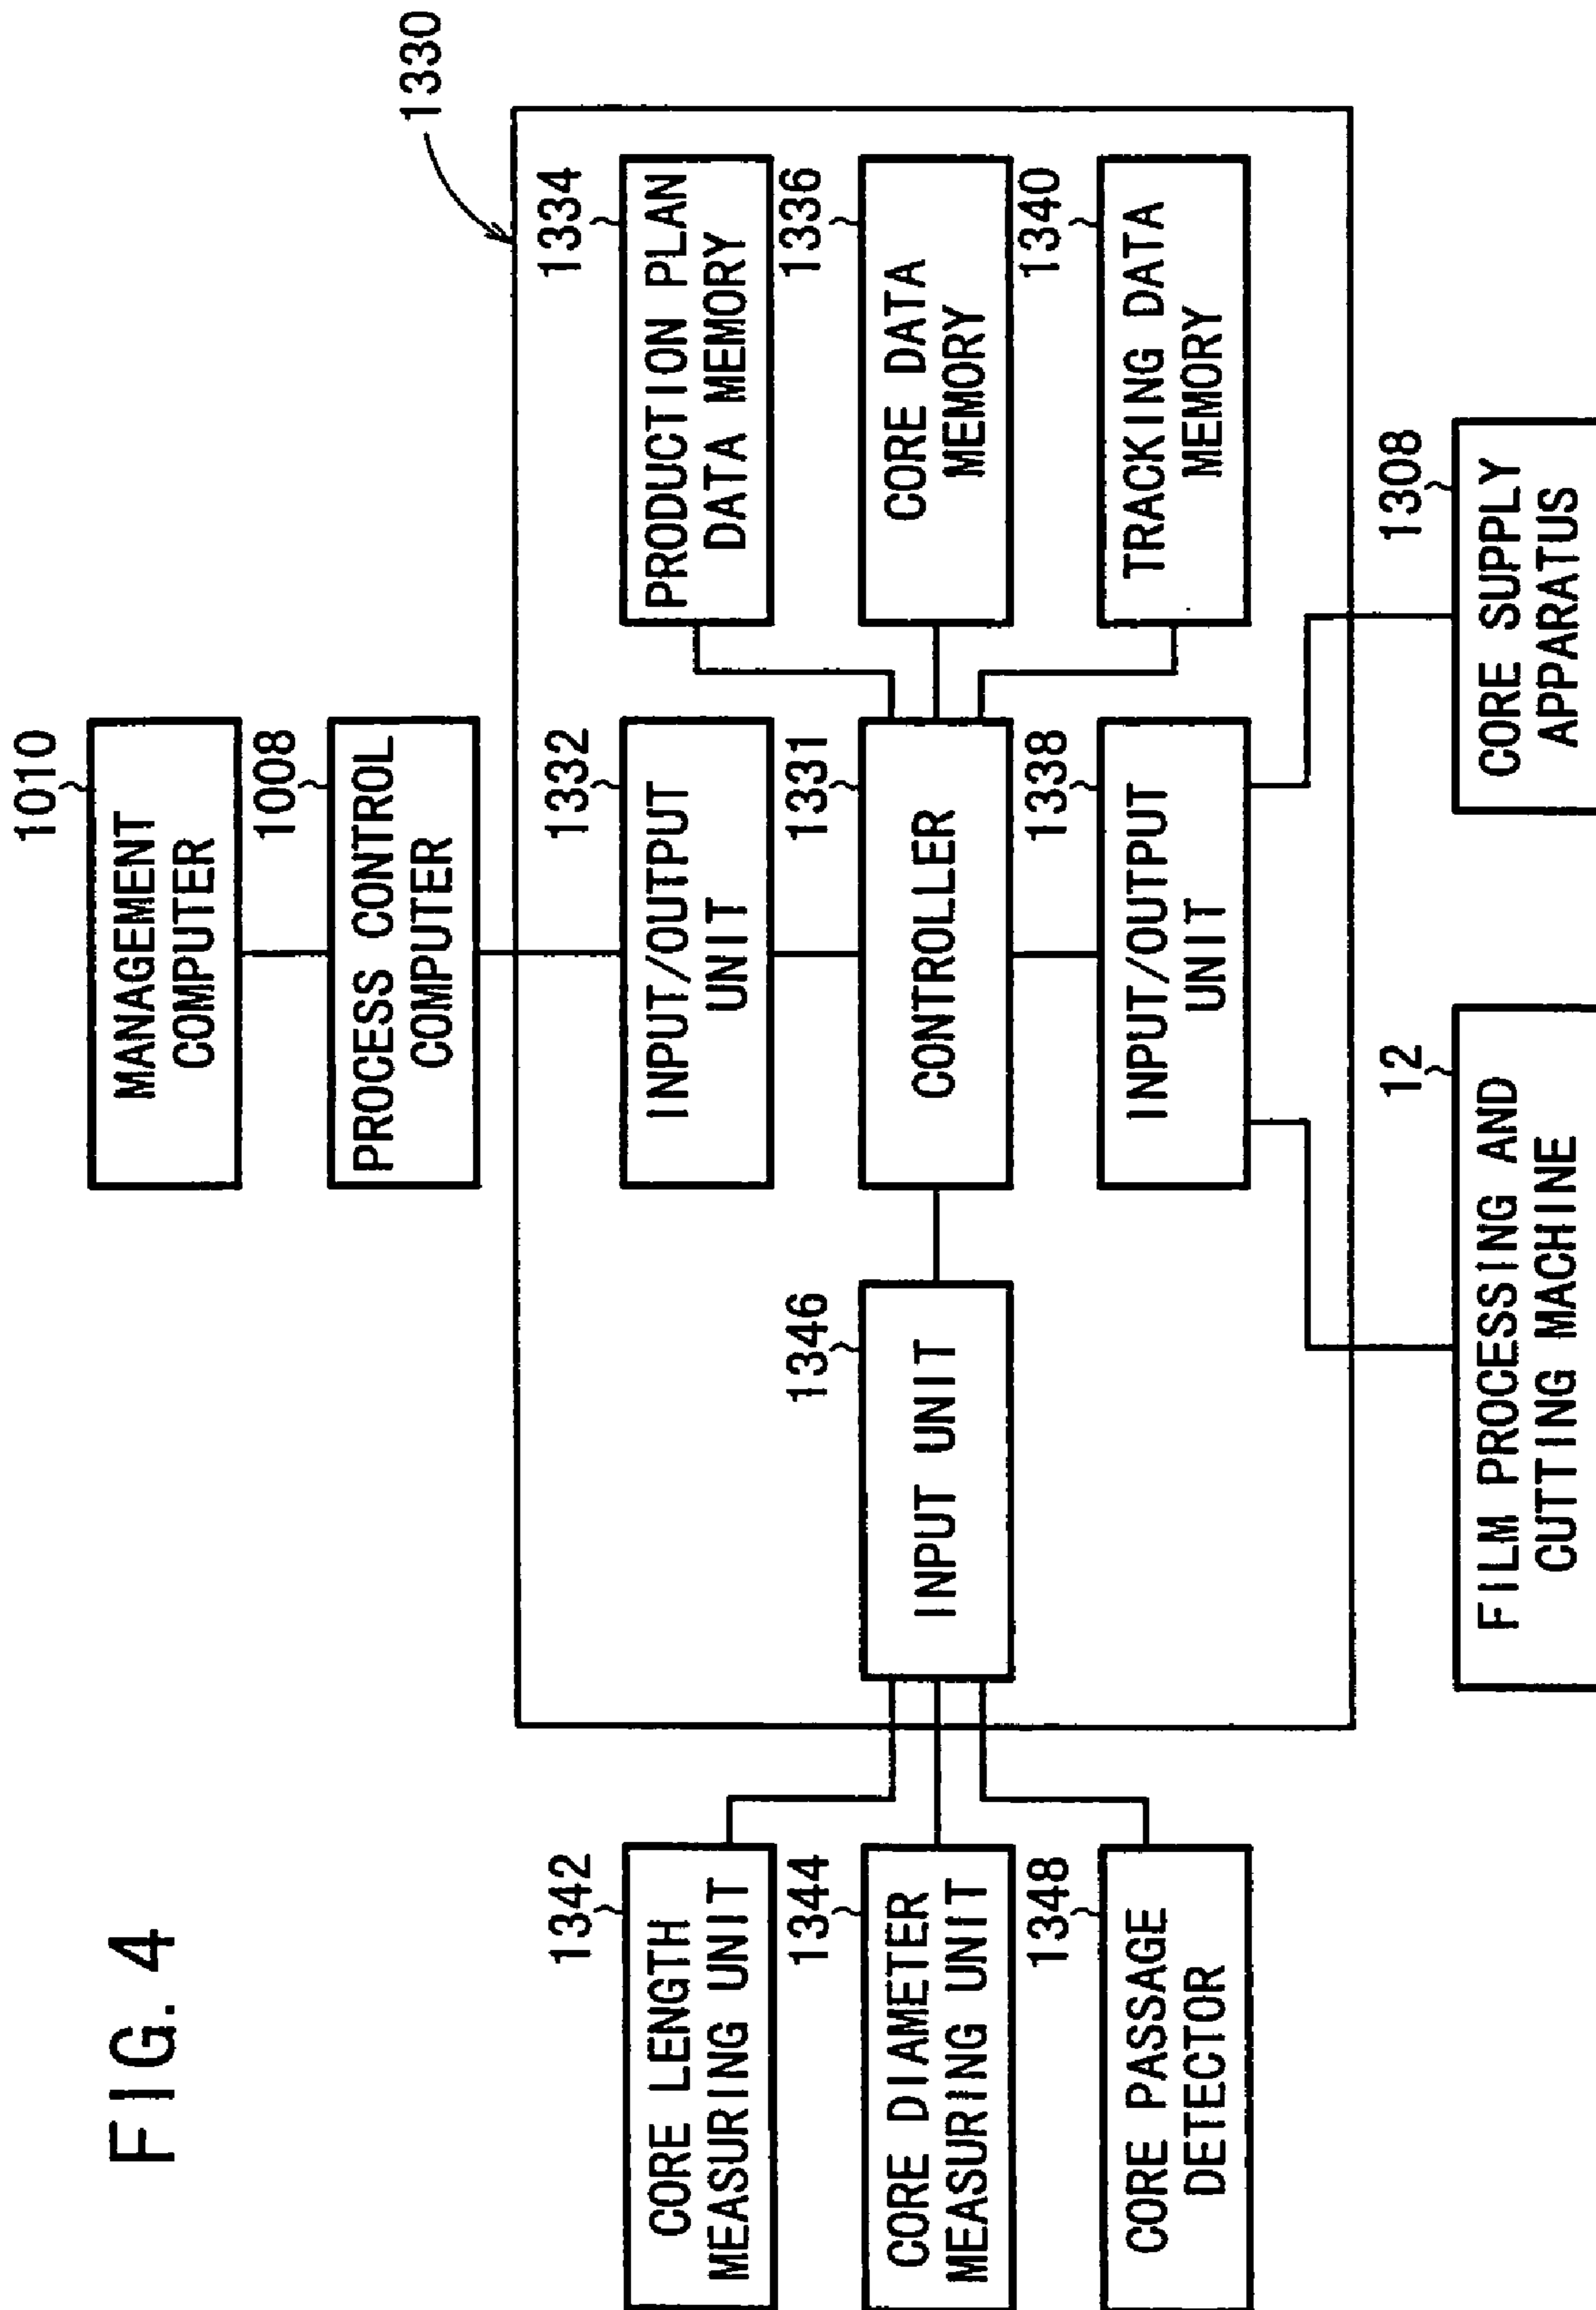 FIG. 4
1010
MANAGEMENT
COMPUTER
1008
PROCESS CONTROL
COMPUTER
1330
1342
CORE LENGTH
MEASURING UNIT
1332
INPUT/OUTPUT
UNIT
1334
PRODUCTION PLAN
DATA MEMORY
1344
CORE DIAMETER
MEASURING UNIT
1346
INPUT UNIT
1331
CONTROLLER
1336
CORE DATA
MEMORY
1348
CORE PASSAGE
DETECTOR
1338
INPUT/OUTPUT
UNIT
1340
TRACKING DATA
MEMORY
12
FILM PROCESSING AND
CUTTING MACHINE
1308
CORE SUPPLY
APPARATUS